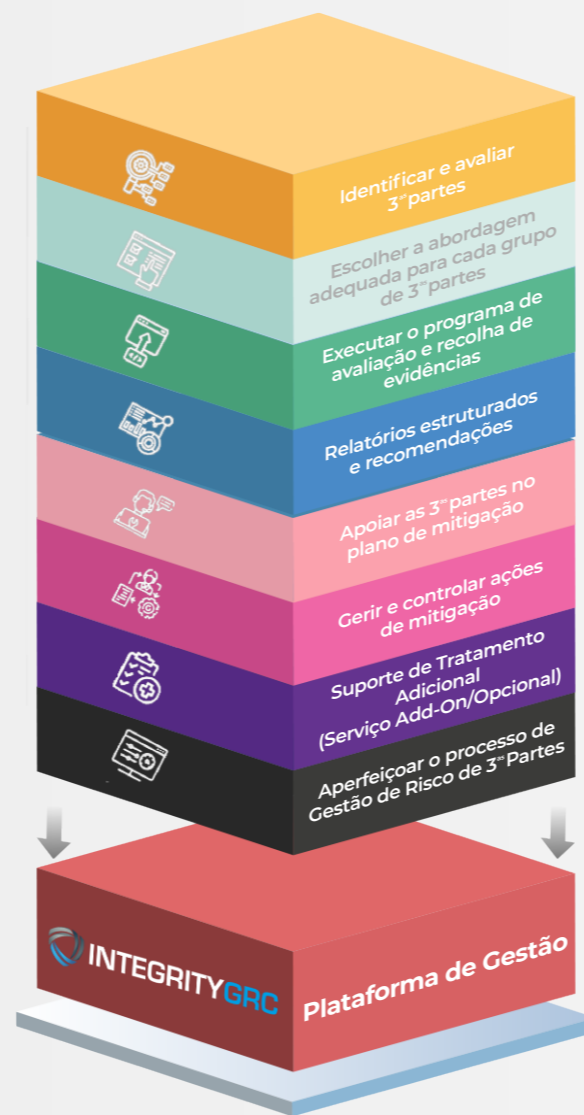 Identificar e avaliar
3ªˢ partes
Escolher a abordagem
adequada para cada grupo
de 3ªˢ partes
Executar o programa de
avaliação e recolha de
evidências
Relatórios estruturados
e recomendações
Apoiar as 3ªˢ partes no
plano de mitigação
Gerir e controlar ações
de mitigação
Suporte de Tratamento
Adicional
(Serviço Add-On/Opcional)
Aperfeiçoar o processo de
Gestão de Risco de 3ªˢ Partes
INTEGRITYGRC
Plataforma de Gestão